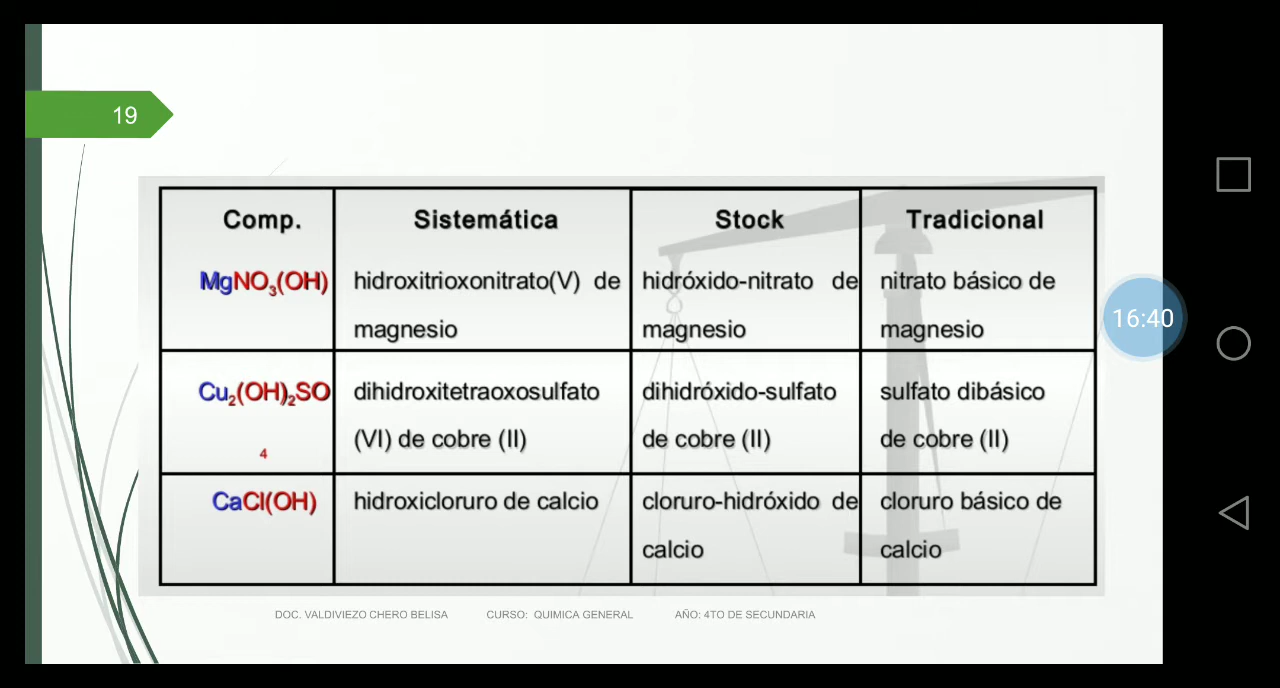 19
Comp. Sistemática Stock Tradicional
MgNO₃(OH) hidroxitrioxonitrato(V) de hidróxido-nitrato de nitrato básico de
magnesio magnesio magnesio
Cu₂(OH)₂SO dihidroxitetraoxosulfato dihidróxido-sulfato sulfato dibásico
4 (VI) de cobre (II) de cobre (II) de cobre (II)
CaCl(OH) hidroxicloruro de calcio cloruro-hidróxido de cloruro básico de
calcio calcio
16:40
DOC. VALDIVIEZO CHERO BELISA CURSO: QUIMICA GENERAL AÑO: 4TO DE SECUNDARIA